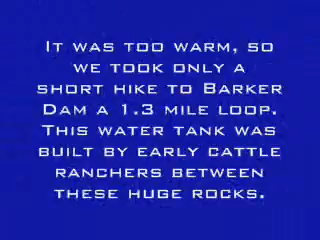 It was too warm, so
we took only a
short hike to Barker
Dam a 1.3 mile loop.
This water tank was
built by early cattle
ranchers between
these huge rocks.